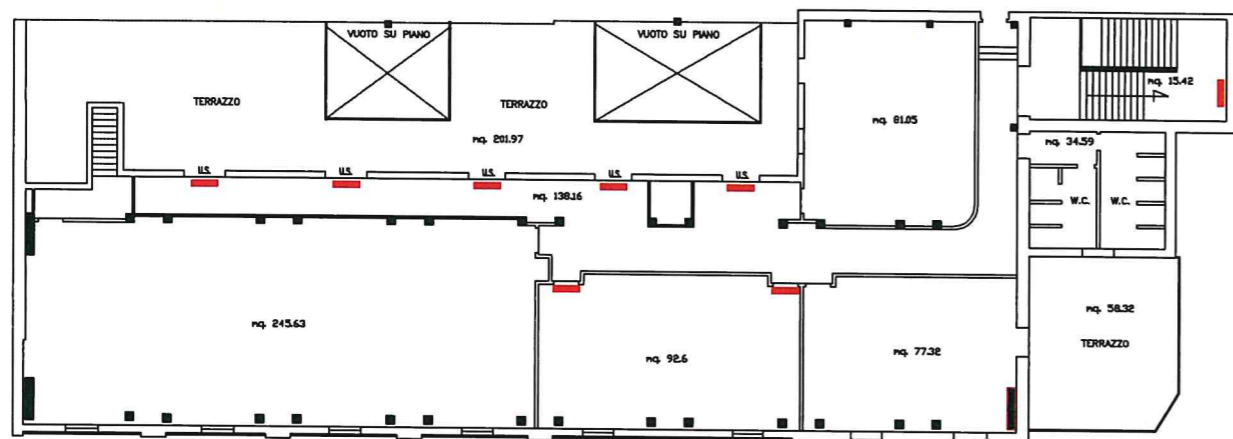 VUOTO SU PIANO
VUOTO SU PIANO
mq. 15.42
TERRAZZO
TERRAZZO
mq. 81.05
mq. 201.97
mq. 34.59
U.S.
U.S.
U.S.
U.S.
U.S.
mq. 138.16
W.C.
W.C.
mq. 245.63
mq. 92.6
mq. 77.32
mq. 58.32
TERRAZZO